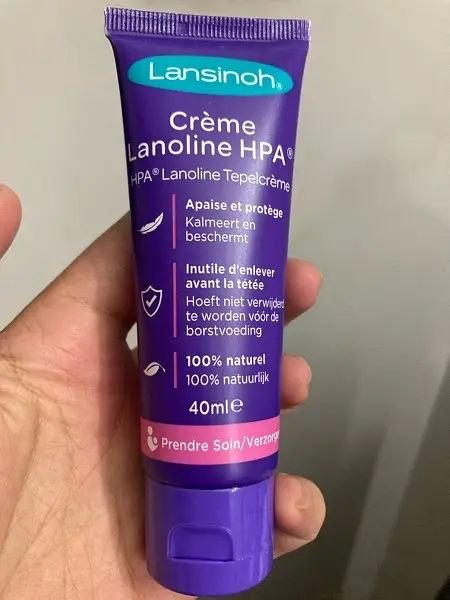 Lansinoh®
Crème
Lanoline HPA®
HPA® Lanoline Tepelcrème
Apaise et protège
Kalmeert en
beschermt
Inutile d'enlever
avant la tétée
Hoeft niet verwijderd
te worden vóór de
borstvoeding
100% naturel
100% natuurlijk
40ml℮
Prendre Soin/Verzorge